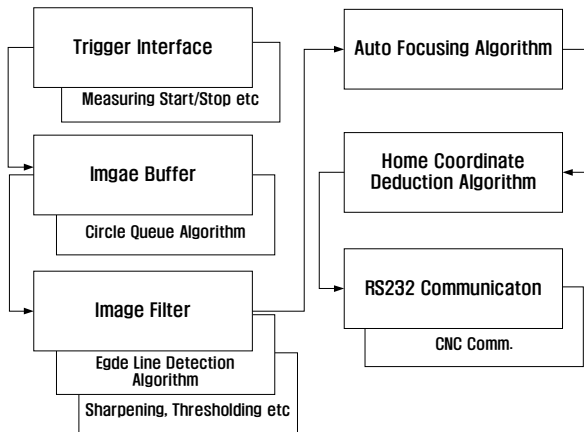 Trigger Interface
Measuring Start/Stop etc
Imgae Buffer
Circle Queue Algorithm
Image Filter
Egde Line Detection
Algorithm
Sharpening, Thresholding etc
Auto Focusing Algorithm
Home Coordinate
Deduction Algorithm
RS232 Communicaton
CNC Comm.